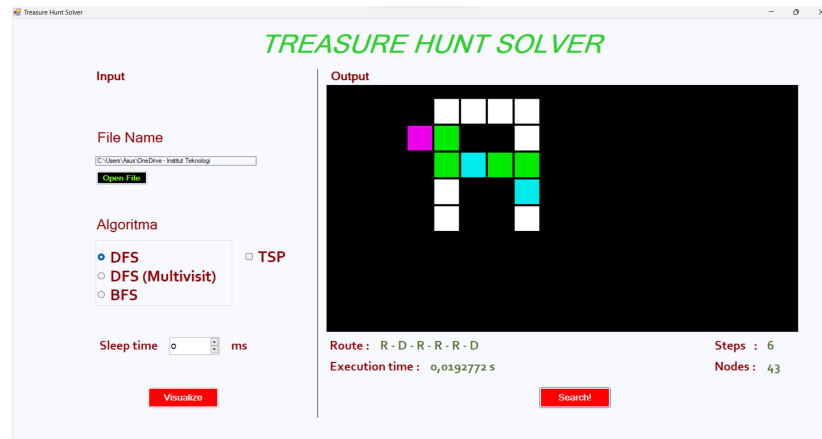 Treasure Hunt Solver
TREASURE HUNT SOLVER
Input
Output
File Name
C:\Users\Asus\OneDrive - Institut Teknologi
Open File
Algoritma
DFS
TSP
DFS (Multivisit)
BFS
Sleep time 0 ms
Visualize
Route : R - D - R - R - R - D
Steps : 6
Execution time : 0,0192772 s
Nodes : 43
Search!